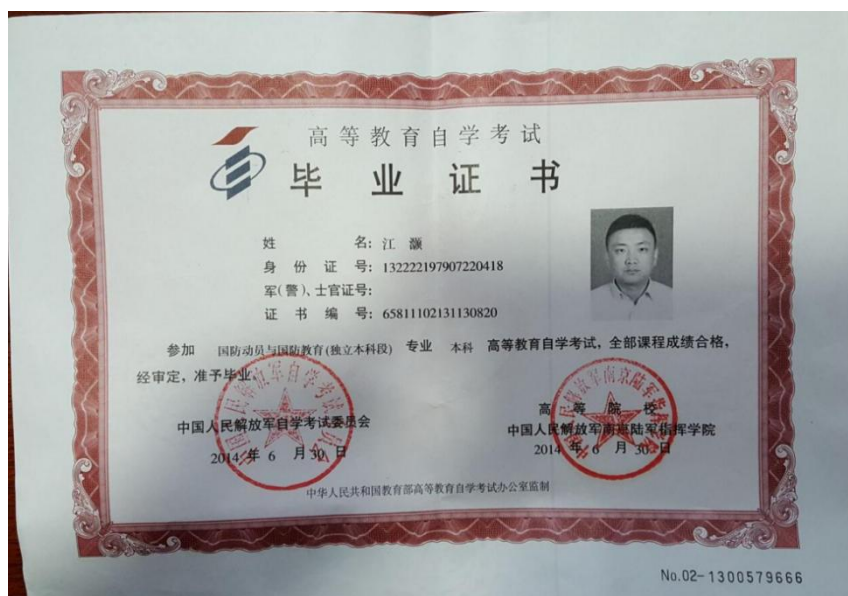 高等教育自学考试
毕业证书
姓 名：江 灏
身份证号：132222197907220418
军(警)、士官证号：
证书编号：65811102131130820
参加 国防动员与国防教育(独立本科段) 专业 本科 高等教育自学考试，全部课程成绩合格，
经审定，准予毕业。
中国人民解放军自学考试委员会
2014 年 6 月 30 日
高等院校
中国人民解放军南京陆军指挥学院
2014 年 6 月 30 日
中华人民共和国教育部高等教育自学考试办公室监制
No.02-1300579666